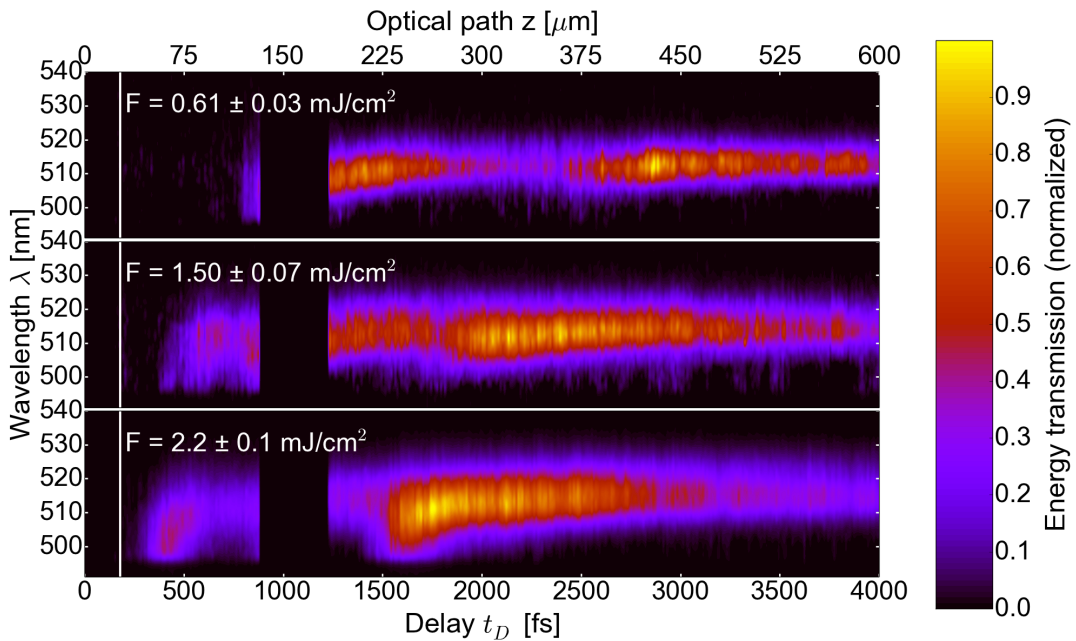 Optical path z [μm]
0 75 150 225 300 375 450 525 600
540
530
520
510
500
F = 0.61 ± 0.03 mJ/cm²
540
530
520
510
500
F = 1.50 ± 0.07 mJ/cm²
540
530
520
510
500
F = 2.2 ± 0.1 mJ/cm²
Wavelength λ [nm]
0 500 1000 1500 2000 2500 3000 3500 4000
Delay t_D [fs]
0.9
0.8
0.7
0.6
0.5
0.4
0.3
0.2
0.1
0.0
Energy transmission (normalized)